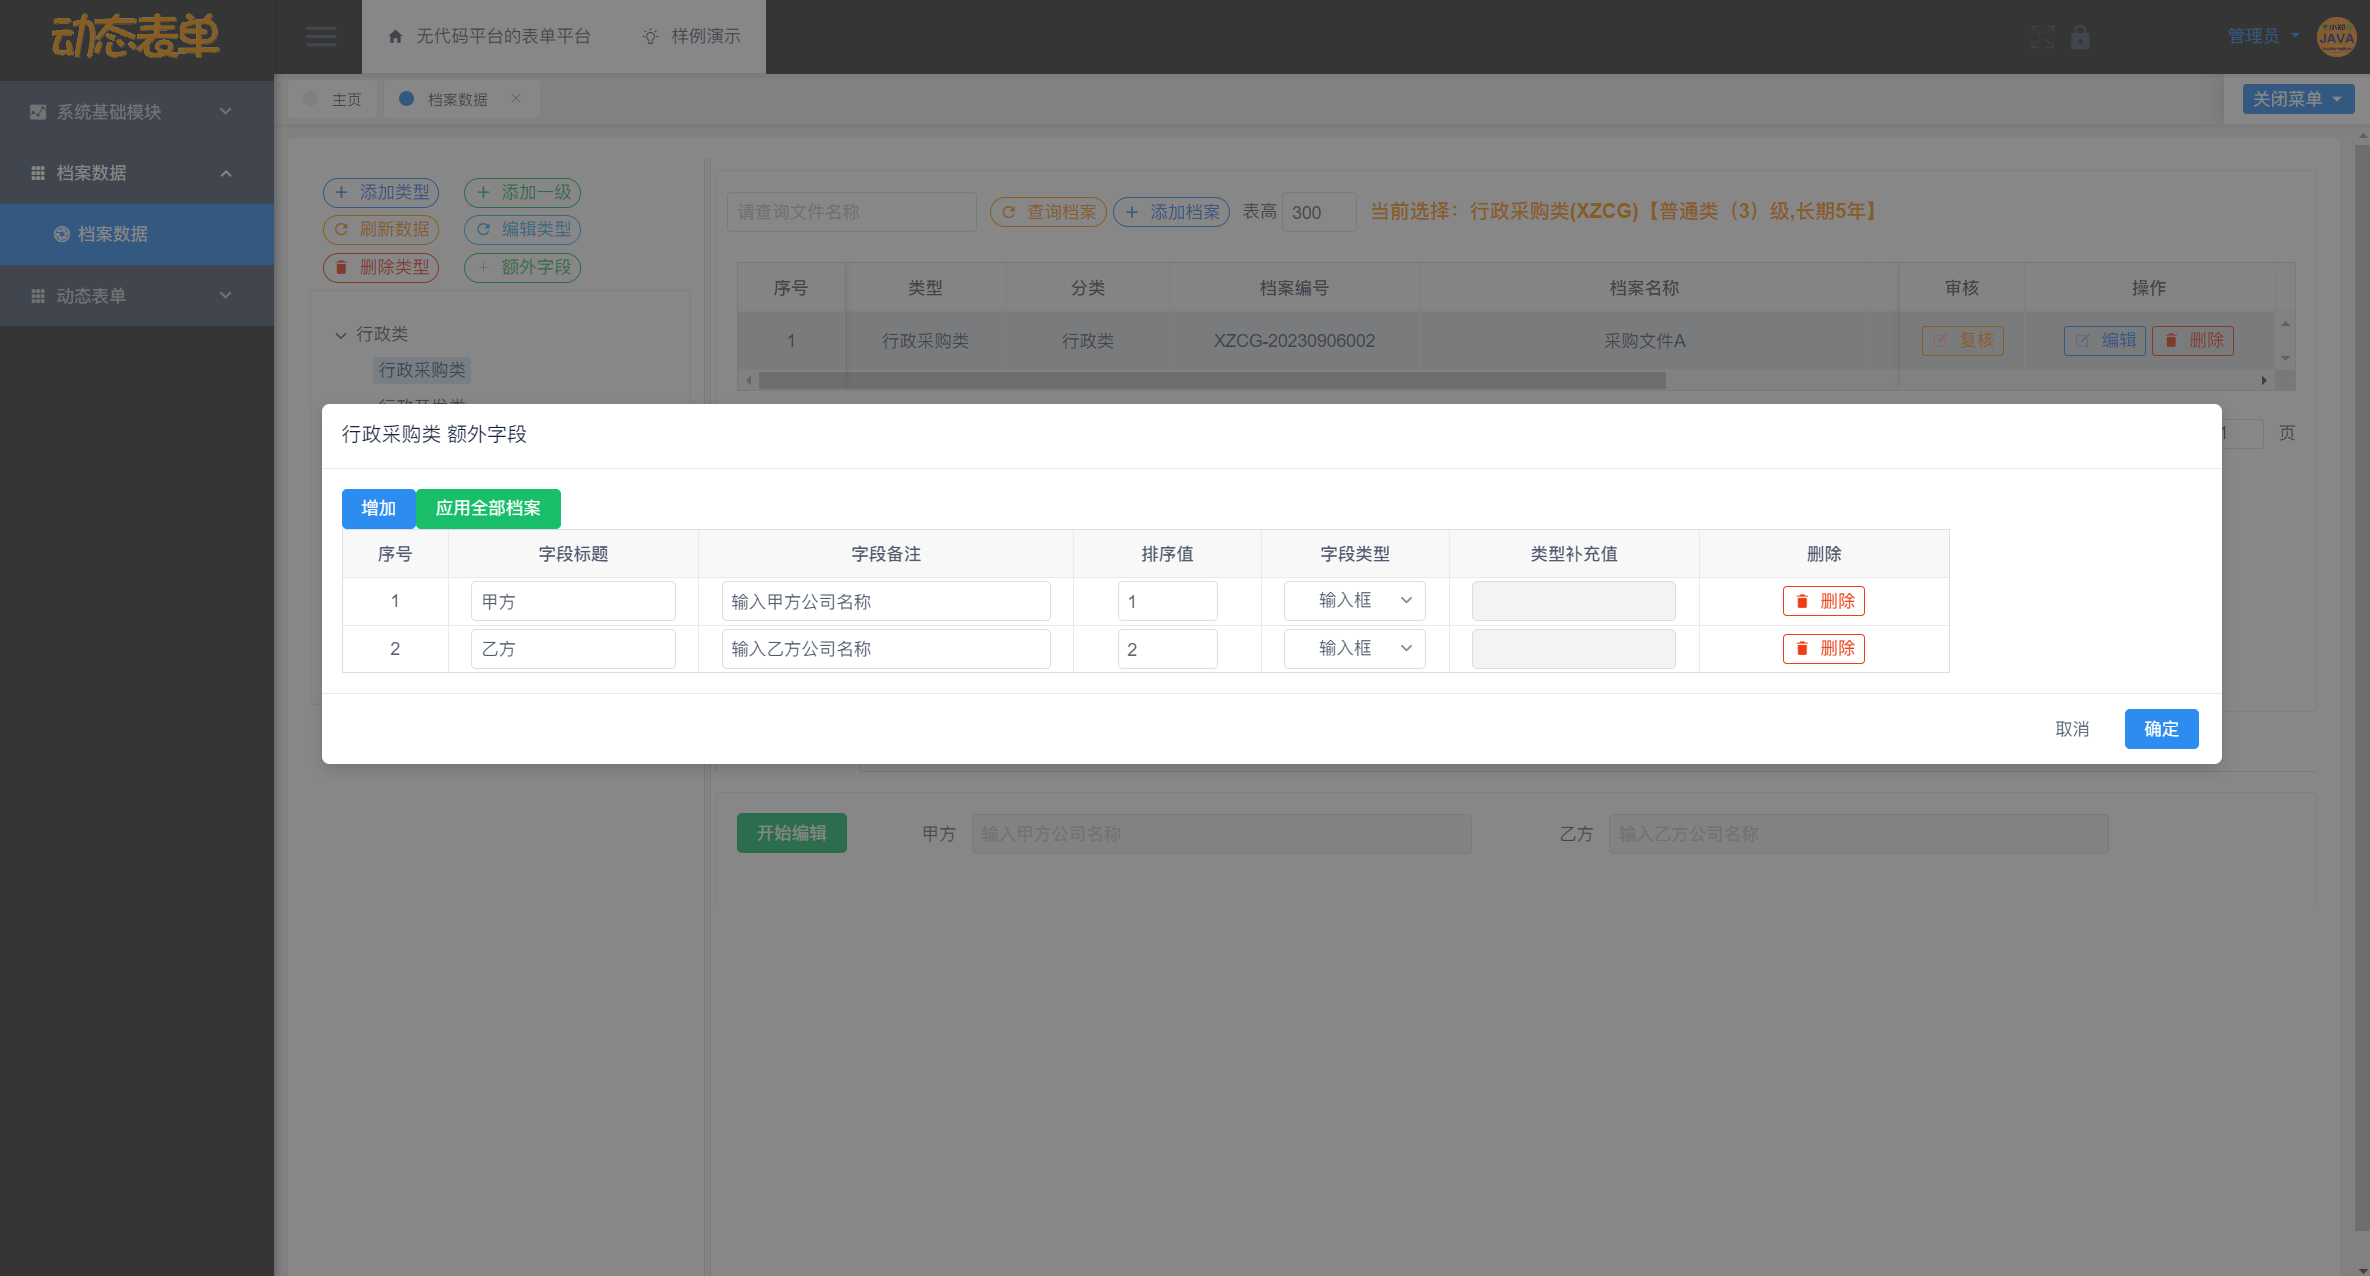 动态表单
无代码平台的表单平台 样例演示 管理员
小郑
JAVA
系统基础模块
档案数据
档案数据
动态表单
主页 档案数据 关闭菜单
添加类型 添加一级
刷新数据 编辑类型
删除类型 额外字段
行政类
行政采购类
行政开发类
请查询文件名称 查询档案 添加档案 表高 300 当前选择：行政采购类(XZCG)【普通类（3）级,长期5年】
序号 类型 分类 档案编号 档案名称 审核 操作
1 行政采购类 行政类 XZCG-20230906002 采购文件A 复核 编辑 删除
1 页
行政采购类 额外字段
增加 应用全部档案
序号 字段标题 字段备注 排序值 字段类型 类型补充值 删除
1 甲方 输入甲方公司名称 1 输入框 删除
2 乙方 输入乙方公司名称 2 输入框 删除
取消 确定
开始编辑 甲方 输入甲方公司名称 乙方 输入乙方公司名称